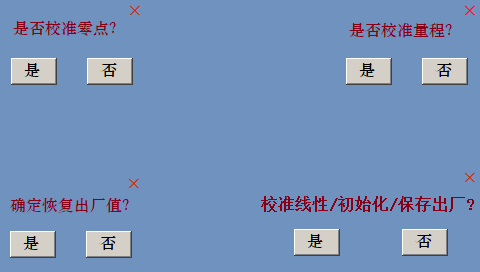 是否校准零点?
是 否
是否校准量程?
是 否
确定恢复出厂值?
是 否
校准线性/初始化/保存出厂?
是 否